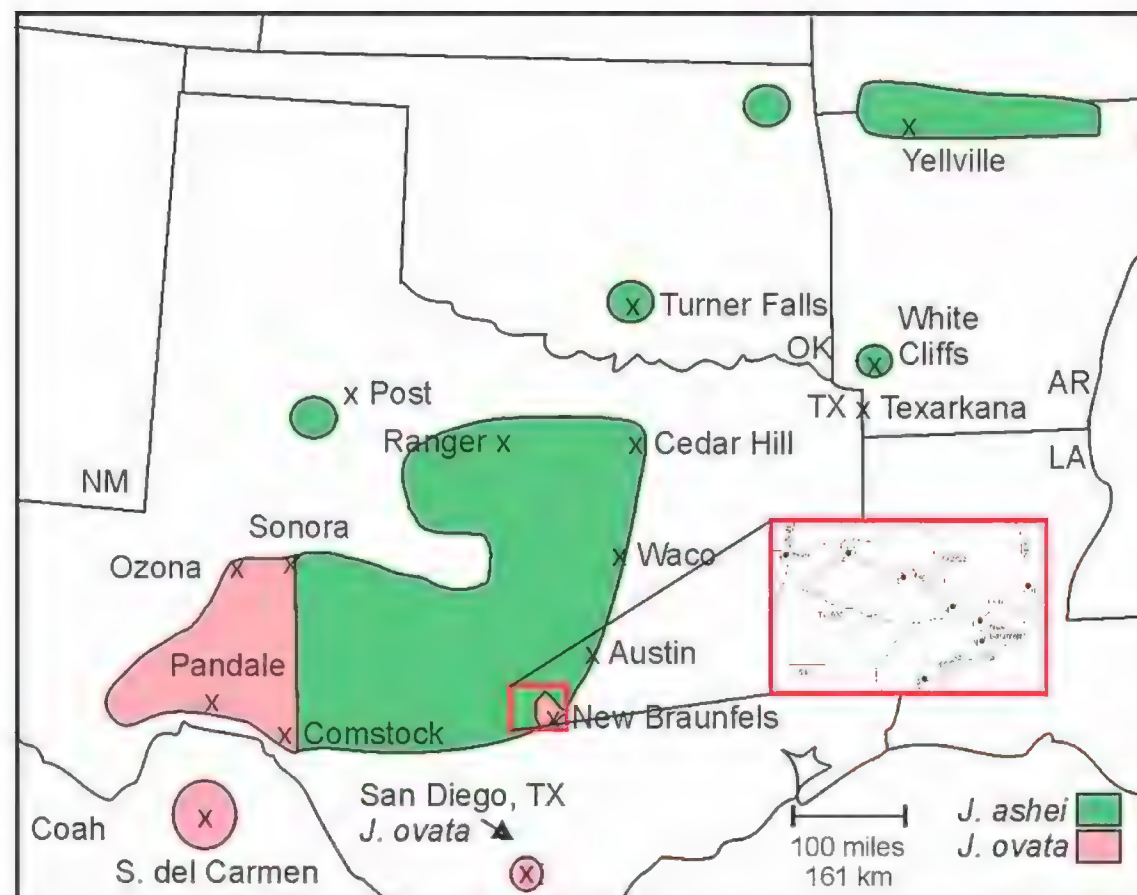 Yellville
x Turner Falls
OK
White
Cliffs
AR
x Post
TX x Texarkana
Ranger x
x Cedar Hill
LA
NM
Sonora
Ozona
x Waco
Pandale
x Austin
x New Braunfels
x Comstock
San Diego, TX
J. ovata
Coah
S. del Carmen
J. ashei
J. ovata
100 miles
161 km